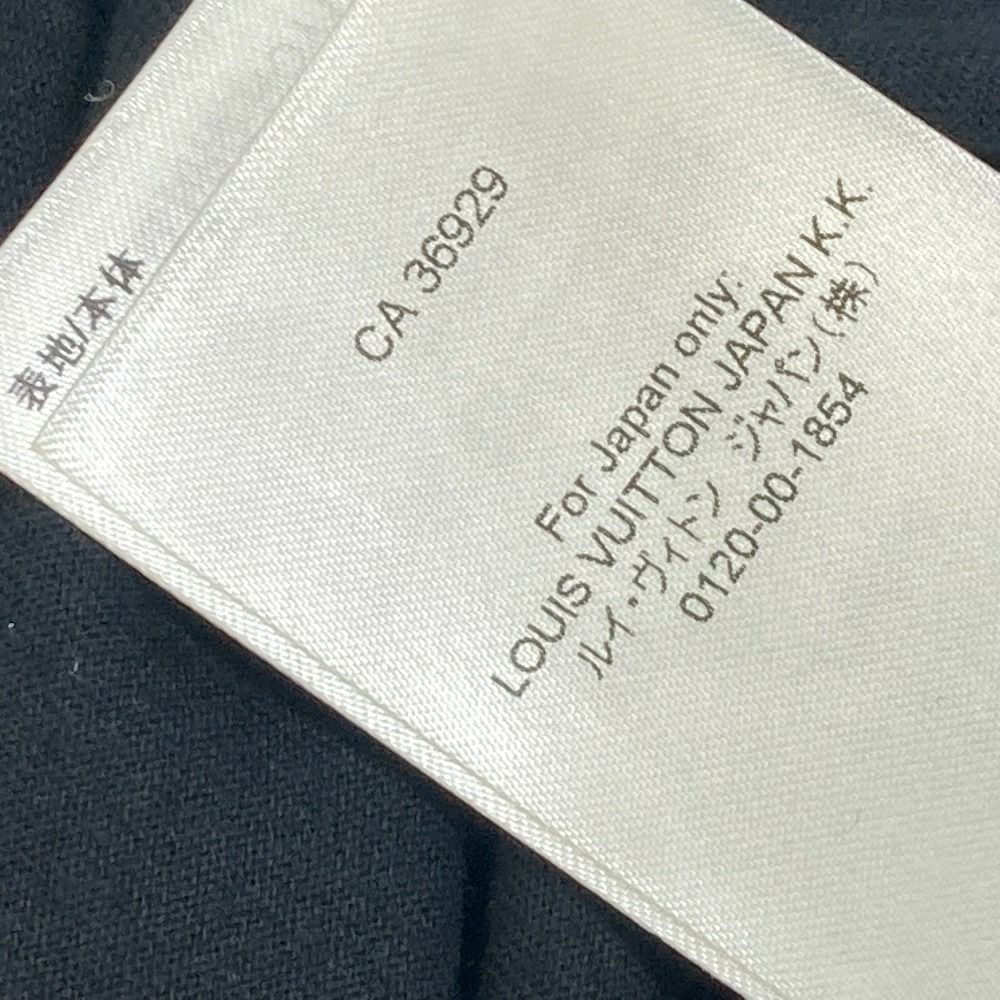 表地/本体
CA 36929
For Japan only:
LOUIS VUITTON JAPAN K.K.
ルイ・ヴィトン ジャパン(株)
0120-00-1854